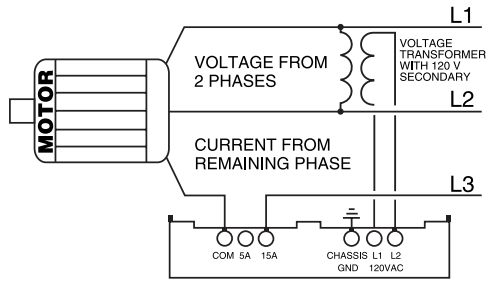 L1
VOLTAGE
TRANSFORMER
WITH 120 V
SECONDARY
VOLTAGE FROM
2 PHASES
MOTOR
L2
CURRENT FROM
REMAINING PHASE
L3
COM 5A 15A
CHASSIS L1 L2
GND 120VAC